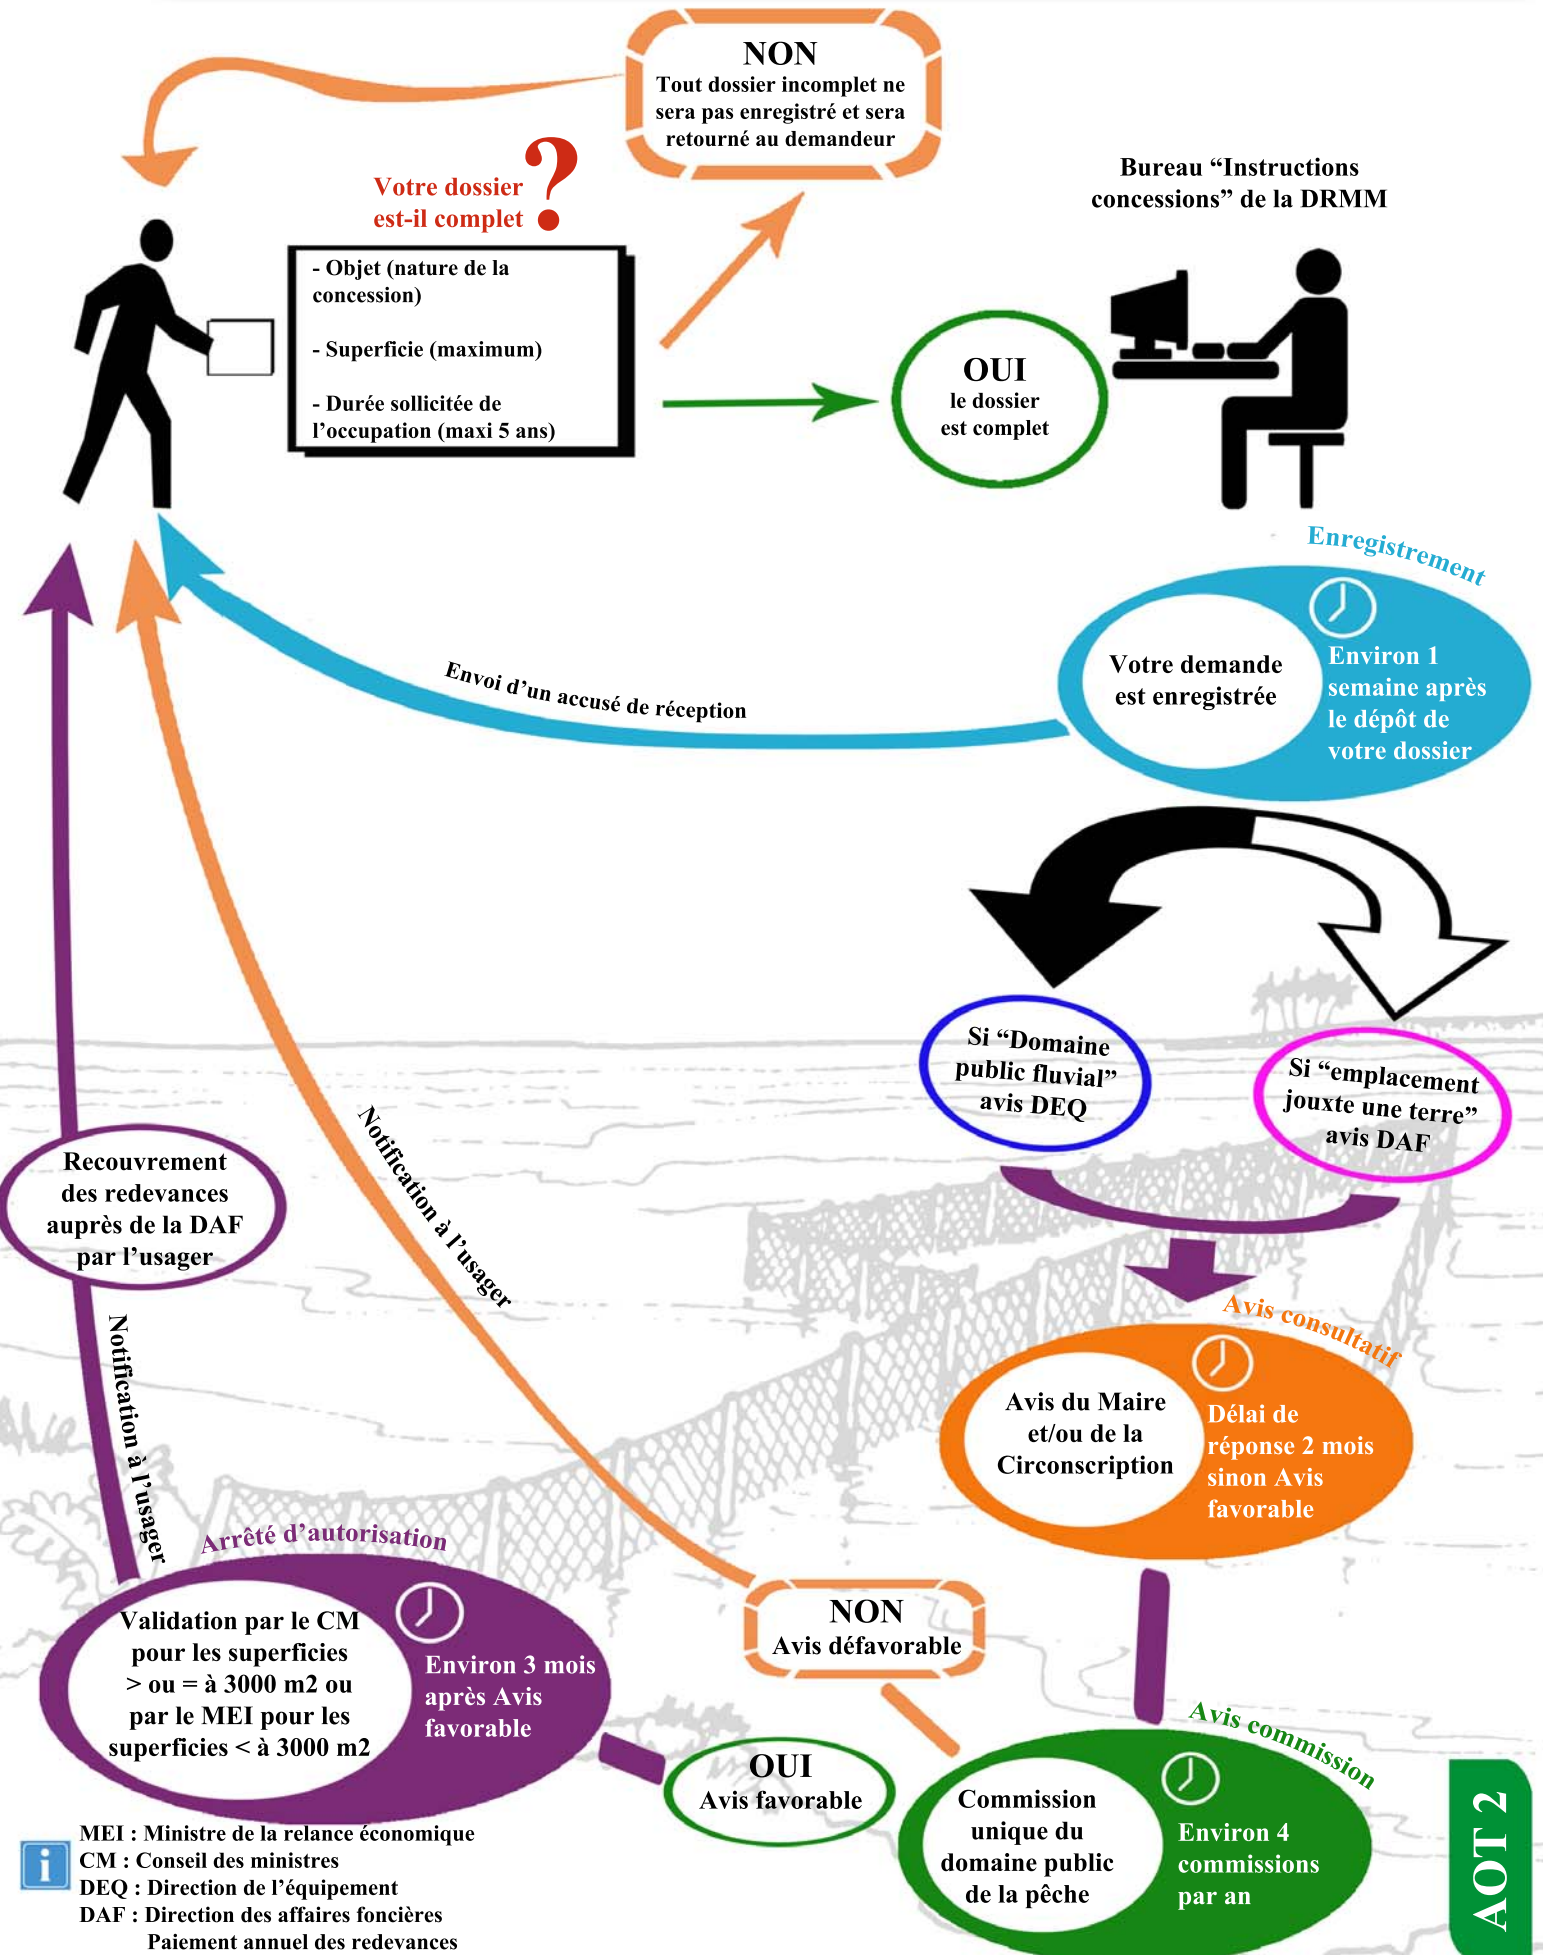 NON
Tout dossier incomplet ne
sera pas enregistré et sera
retourné au demandeur
Votre dossier
est-il complet
?
- Objet (nature de la
concession)
- Superficie (maximum)
- Durée sollicitée de
l’occupation (maxi 5 ans)
Bureau “Instructions
concessions” de la DRMM
OUI
le dossier
est complet
Enregistrement
Votre demande
est enregistrée
Environ 1
semaine après
le dépôt de
votre dossier
Envoi d’un accusé de réception
Si “Domaine
public fluvial”
avis DEQ
Si “emplacement
jouxte une terre”
avis DAF
Avis consultatif
Avis du Maire
et/ou de la
Circonscription
Délai de
réponse 2 mois
sinon Avis
favorable
Avis commission
Commission
unique du
domaine public
de la pêche
Environ 4
commissions
par an
NON
Avis défavorable
Notification à l’usager
OUI
Avis favorable
Arrêté d’autorisation
Validation par le CM
pour les superficies
> ou = à 3000 m2 ou
par le MEI pour les
superficies < à 3000 m2
Environ 3 mois
après Avis
favorable
Notification à l’usager
Recouvrement
des redevances
auprès de la DAF
par l’usager
i
MEI : Ministre de la relance économique
CM : Conseil des ministres
DEQ : Direction de l’équipement
DAF : Direction des affaires foncières
Paiement annuel des redevances
AOT 2